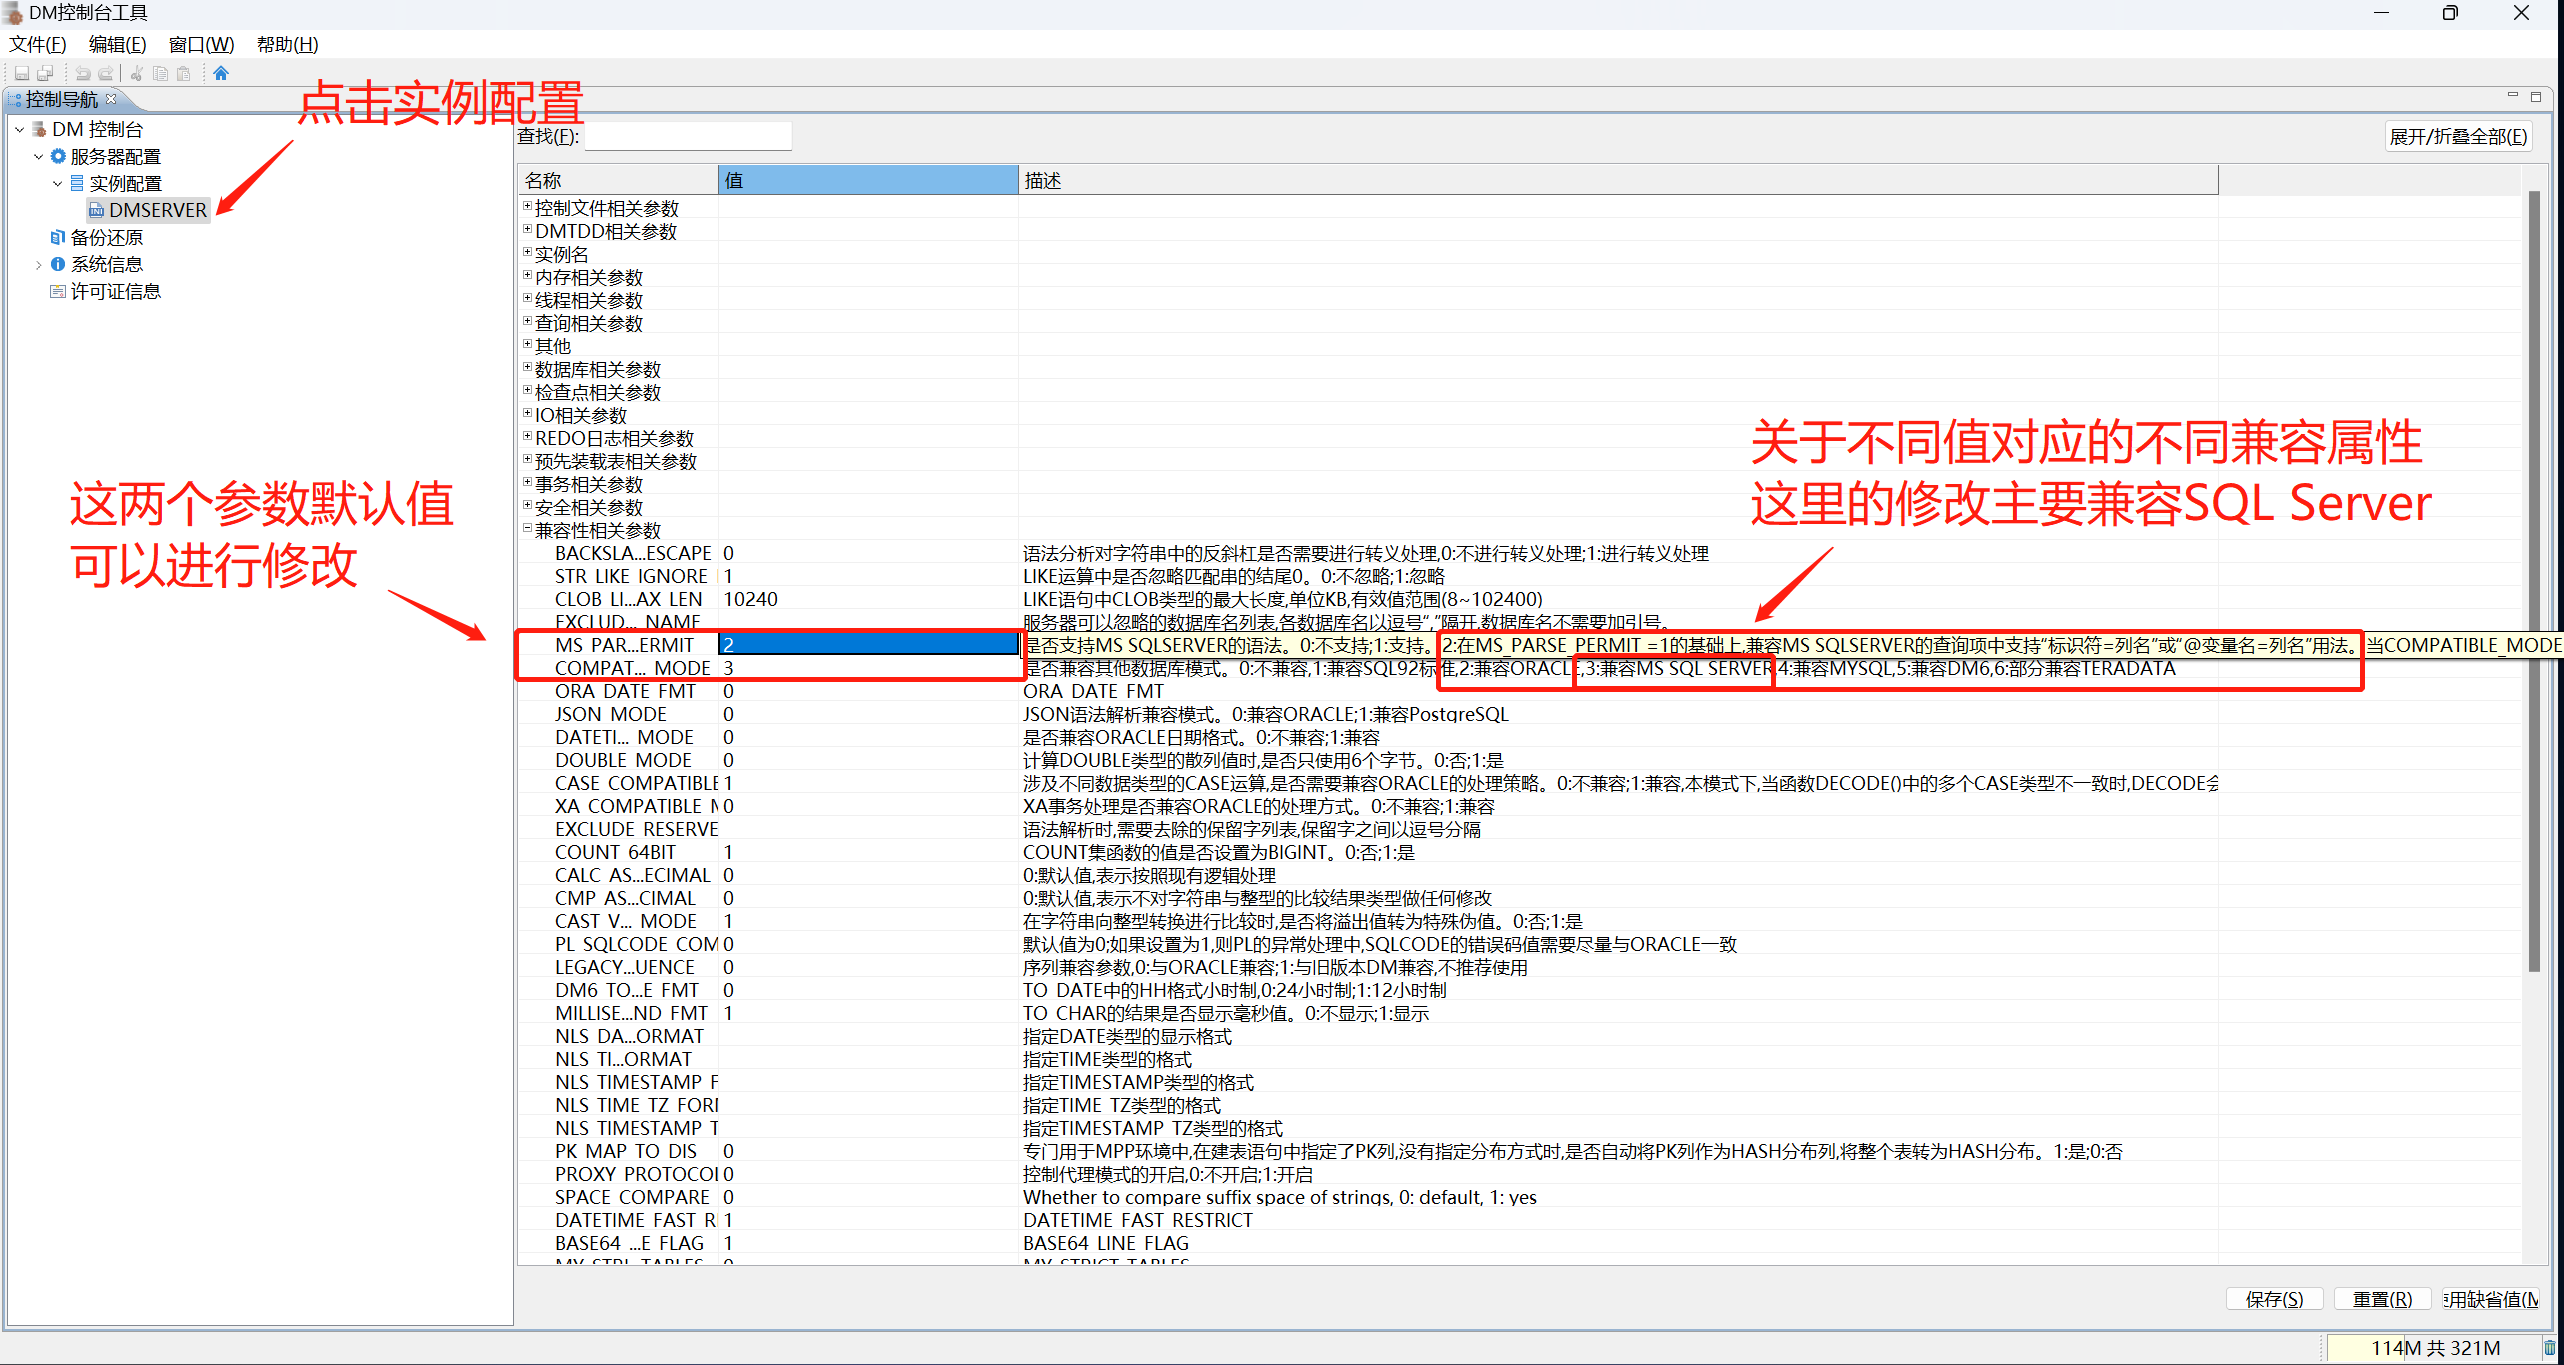 DM控制台工具
文件(F) 编辑(E) 窗口(W) 帮助(H)
控制导航
点击实例配置
DM 控制台
服务器配置
实例配置
DMSERVER
备份还原
系统信息
许可证信息
查找(F):
展开/折叠全部(E)
名称 值 描述
控制文件相关参数
DMTDD相关参数
实例名
内存相关参数
线程相关参数
查询相关参数
其他
数据库相关参数
检查点相关参数
IO相关参数
REDO日志相关参数
预先装载表相关参数
事务相关参数
安全相关参数
兼容性相关参数
关于不同值对应的不同兼容属性
这里的修改主要兼容SQL Server
这两个参数默认值
可以进行修改
BACKSLA...ESCAPE 0 语法分析对字符串中的反斜杠是否需要进行转义处理,0:不进行转义处理;1:进行转义处理
STR_LIKE_IGNORE 1 LIKE运算中是否忽略匹配串的结尾0。0:不忽略;1:忽略
CLOB_LI...AX_LEN 10240 LIKE语句中CLOB类型的最大长度,单位KB,有效值范围(8~102400)
EXCLUD..._NAME 服务器可以忽略的数据库名列表,各数据库名以逗号","隔开,数据库名不需要加引号。
MS_PAR...ERMIT 2 是否支持MS SQLSERVER的语法。0:不支持;1:支持。2:在MS_PARSE_PERMIT =1的基础上,兼容MS SQLSERVER的查询项中支持“标识符=列名”或“@变量名=列名”用法。当COMPATIBLE_MODE
COMPAT..._MODE 3 是否兼容其他数据库模式。0:不兼容,1:兼容SQL92标准,2:兼容ORACLE,3:兼容MS SQL SERVER,4:兼容MYSQL,5:兼容DM6,6:部分兼容TERADATA
ORA_DATE_FMT 0 ORA_DATE_FMT
JSON_MODE 0 JSON语法解析兼容模式。0:兼容ORACLE;1:兼容PostgreSQL
DATETI..._MODE 0 是否兼容ORACLE日期格式。0:不兼容;1:兼容
DOUBLE_MODE 0 计算DOUBLE类型的散列值时,是否只使用6个字节。0:否;1:是
CASE_COMPATIBLE 1 涉及不同数据类型的CASE运算,是否需要兼容ORACLE的处理策略。0:不兼容;1:兼容,本模式下,当函数DECODE()中的多个CASE类型不一致时,DECODE会
XA_COMPATIBLE_M 0 XA事务处理是否兼容ORACLE的处理方式。0:不兼容;1:兼容
EXCLUDE_RESERVE 语法解析时,需要去除的保留字列表,保留字之间以逗号分隔
COUNT_64BIT 1 COUNT集函数的值是否设置为BIGINT。0:否;1:是
CALC_AS...ECIMAL 0 0:默认值,表示按照现有逻辑处理
CMP_AS...CIMAL 0 0:默认值,表示不对字符串与整型的比较结果类型做任何修改
CAST_V..._MODE 1 在字符串向整型转换进行比较时,是否将溢出值转为特殊伪值。0:否;1:是
PL_SQLCODE_COM 0 默认值为0;如果设置为1,则PL的异常处理中,SQLCODE的错误码值需要尽量与ORACLE一致
LEGACY...UENCE 0 序列兼容参数,0:与ORACLE兼容;1:与旧版本DM兼容,不推荐使用
DM6_TO...E_FMT 0 TO_DATE中的HH格式小时制,0:24小时制;1:12小时制
MILLISE...ND_FMT 1 TO_CHAR的结果是否显示毫秒值。0:不显示;1:显示
NLS_DA...ORMAT 指定DATE类型的显示格式
NLS_TI...ORMAT 指定TIME类型的格式
NLS_TIMESTAMP_F 指定TIMESTAMP类型的格式
NLS_TIME_TZ_FORM 指定TIME_TZ类型的格式
NLS_TIMESTAMP_T 指定TIMESTAMP_TZ类型的格式
PK_MAP_TO_DIS 0 专门用于MPP环境中,在建表语句中指定了PK列,没有指定分布方式时,是否自动将PK列作为HASH分布列,将整个表转为HASH分布。1:是;0:否
PROXY_PROTOCOL 0 控制代理模式的开启,0:不开启;1:开启
SPACE_COMPARE 0 Whether to compare suffix space of strings, 0: default, 1: yes
DATETIME_FAST_R 1 DATETIME_FAST_RESTRICT
BASE64_...E_FLAG 1 BASE64_LINE_FLAG
MY_STRI_TABLES 0 MY_STRICT_TABLES
保存(S) 重置(R) 用缺省值(M
114M 共 321M